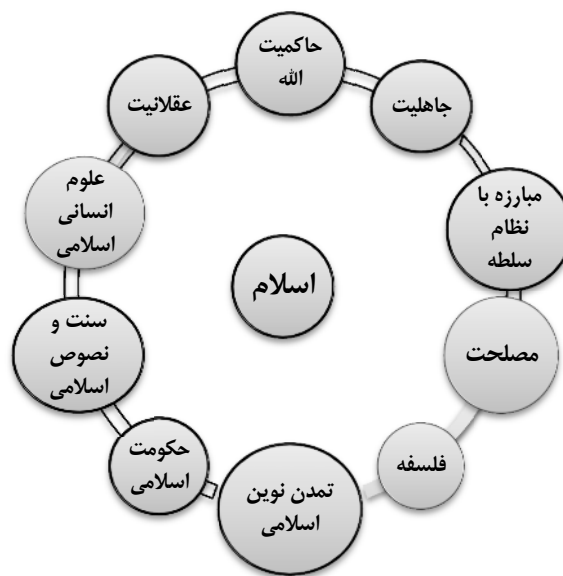 حاکمیت
الله
جاهلیت
مبارزه با
نظام
سلطه
مصلحت
فلسفه
تمدن نوین
اسلامی
حکومت
اسلامی
سنت و
نصوص
اسلامی
علوم
انسانی
اسلامی
عقلانیت
اسلام